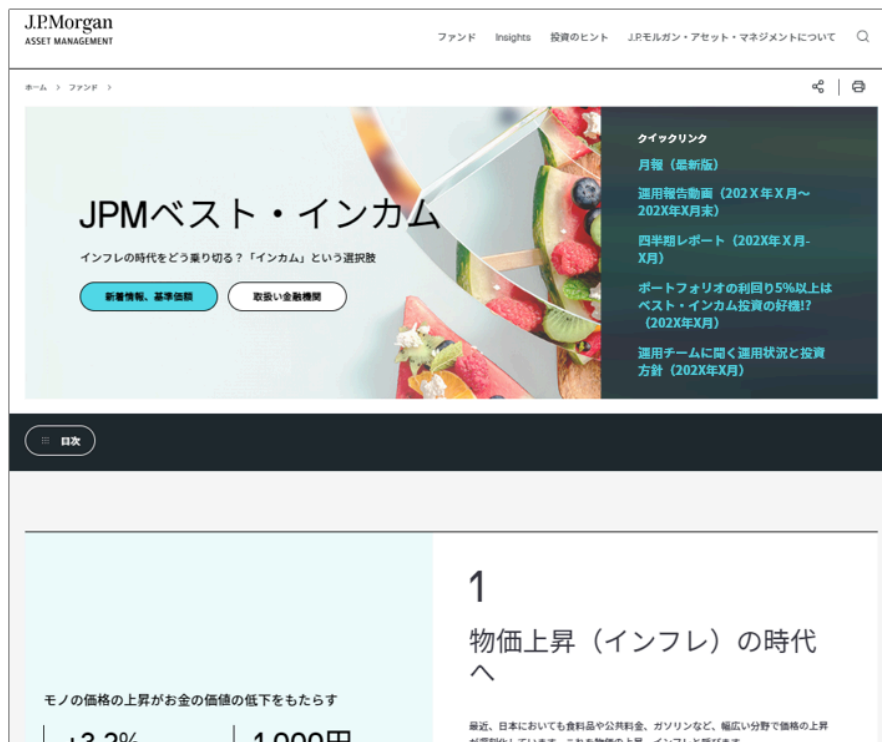 J.P.Morgan
ASSET MANAGEMENT
ファンド Insights 投資のヒント J.P.モルガン・アセット・マネジメントについて
ホーム > ファンド >
JPMベスト・インカム
インフレの時代をどう乗り切る？「インカム」という選択肢
新着情報、基準価額 取扱い金融機関
クイックリンク
月報（最新版）
運用報告動画（202X年X月～
202X年X月末）
四半期レポート（202X年X月-
X月）
ポートフォリオの利回り5%以上は
ベスト・インカム投資の好機!?
（202X年X月）
運用チームに聞く運用状況と投資
方針（202X年X月）
目次
モノの価格の上昇がお金の価値の低下をもたらす
+3.2% 1,000円
1
物価上昇（インフレ）の時代
へ
最近、日本においても食料品や公共料金、ガソリンなど、幅広い分野で価格の上昇